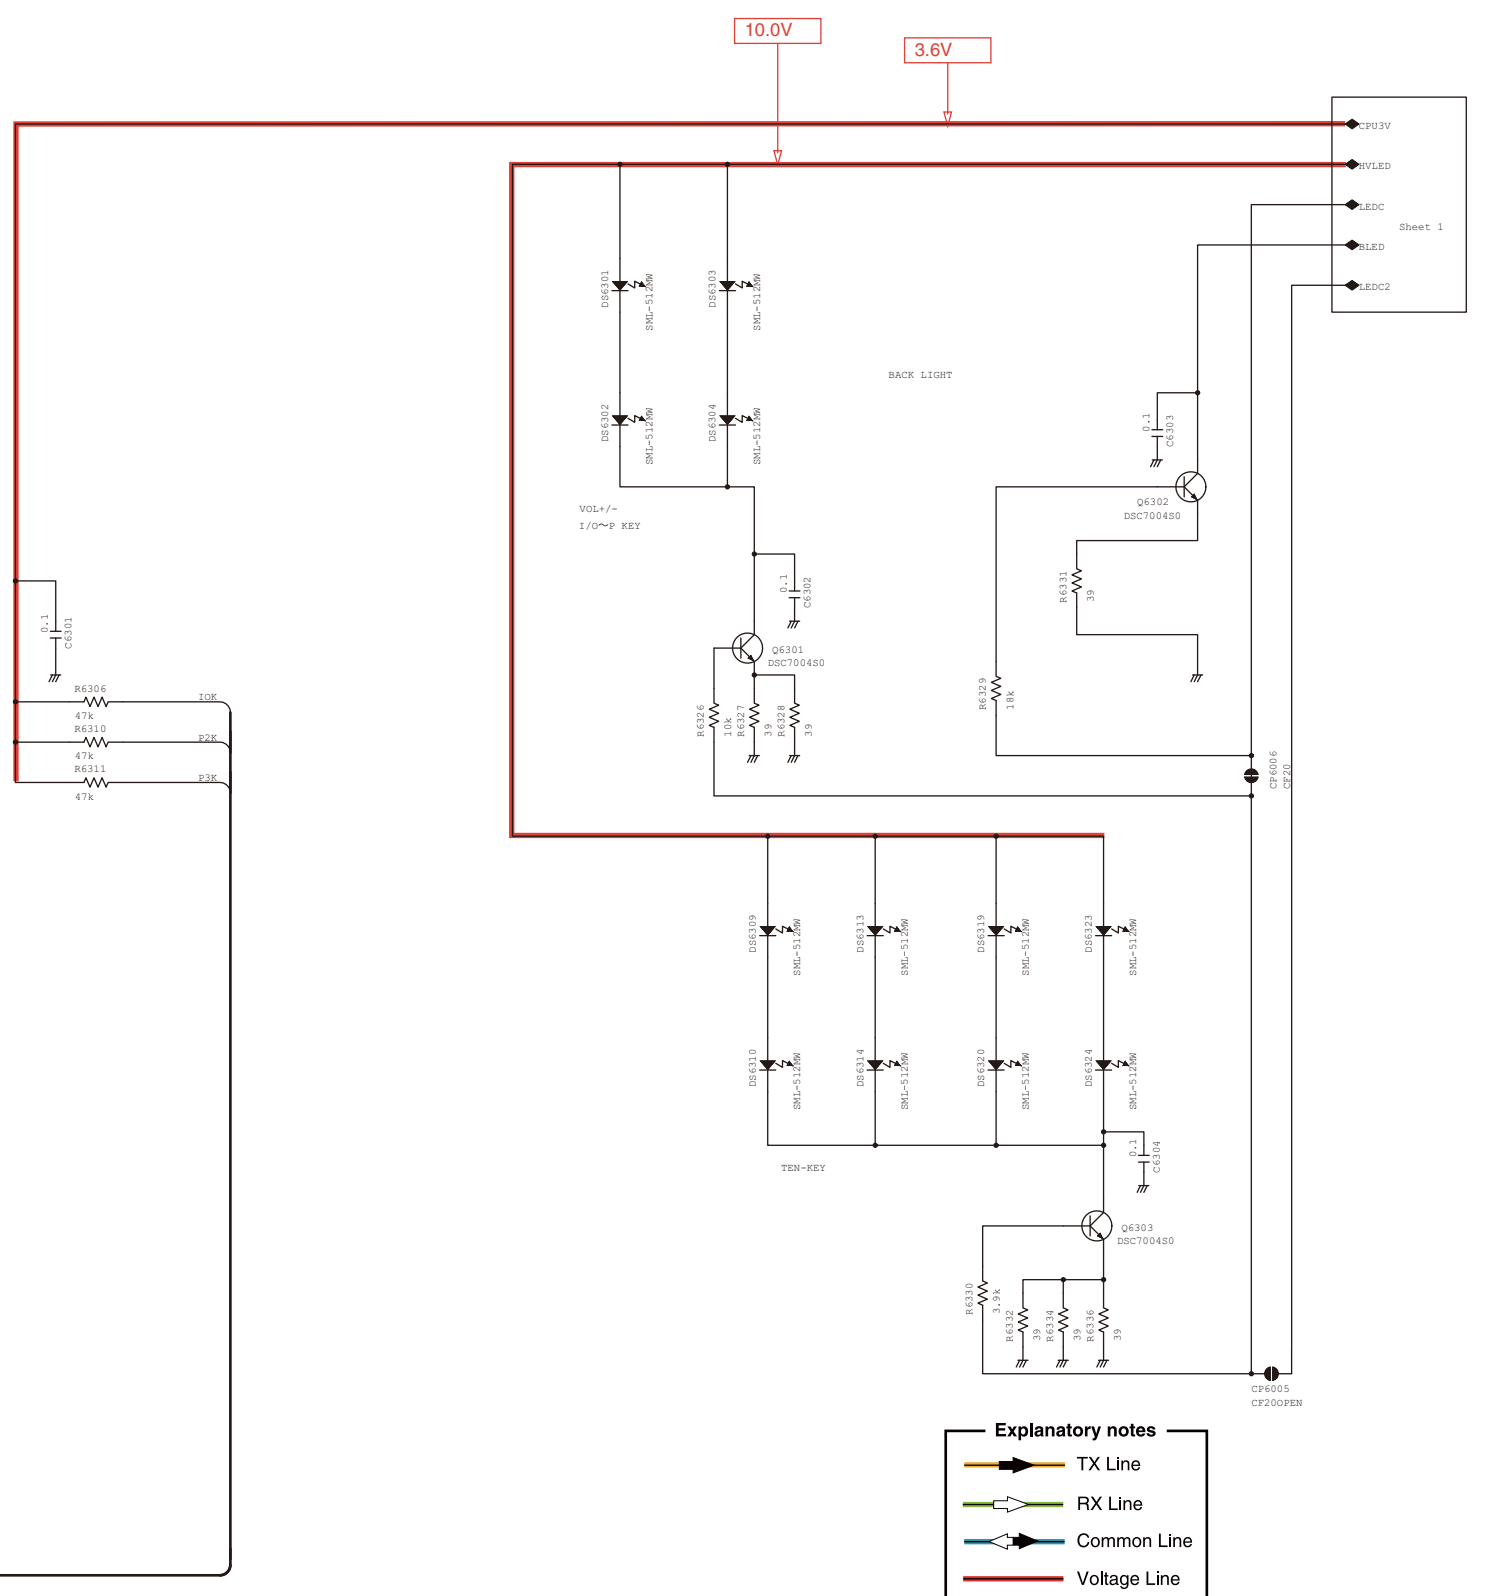 10.0V
3.6V
CPU3V
HVLED
LEDC
Sheet 1
BLED
LEDC2
DS6301
SML-512MW
DS6303
SML-512MW
BACK LIGHT
DS6302
SML-512MW
DS6304
SML-512MW
0.1
C6303
VOL+/-
I/O〜P KEY
Q6302
DSC7004S0
R6331
39
0.1
C6302
0.1
C6301
Q6301
DSC7004S0
R6329
18k
R6306
47k
IOK
R6310
47k
P2K
R6311
47k
P3K
R6326
10k
R6327
39
R6328
39
CP6006
CF20
DS6309
SML-512MW
DS6313
SML-512MW
DS6319
SML-512MW
DS6323
SML-512MW
DS6310
SML-512MW
DS6314
SML-512MW
DS6320
SML-512MW
DS6324
SML-512MW
0.1
C6304
TEN-KEY
Q6303
DSC7004S0
R6330
3.9k
R6332
39
R6334
39
R6336
39
CP6005
CF20OPEN
Explanatory notes
TX Line
RX Line
Common Line
Voltage Line